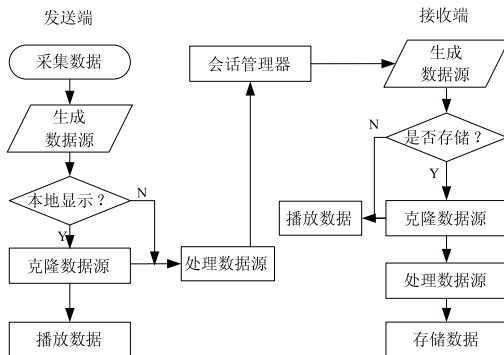 发送端
采集数据
生成
数据源
本地显示？
N
Y
克隆数据源
播放数据
处理数据源
会话管理器
接收端
生成
数据源
是否存储？
N
Y
播放数据
克隆数据源
处理数据源
存储数据